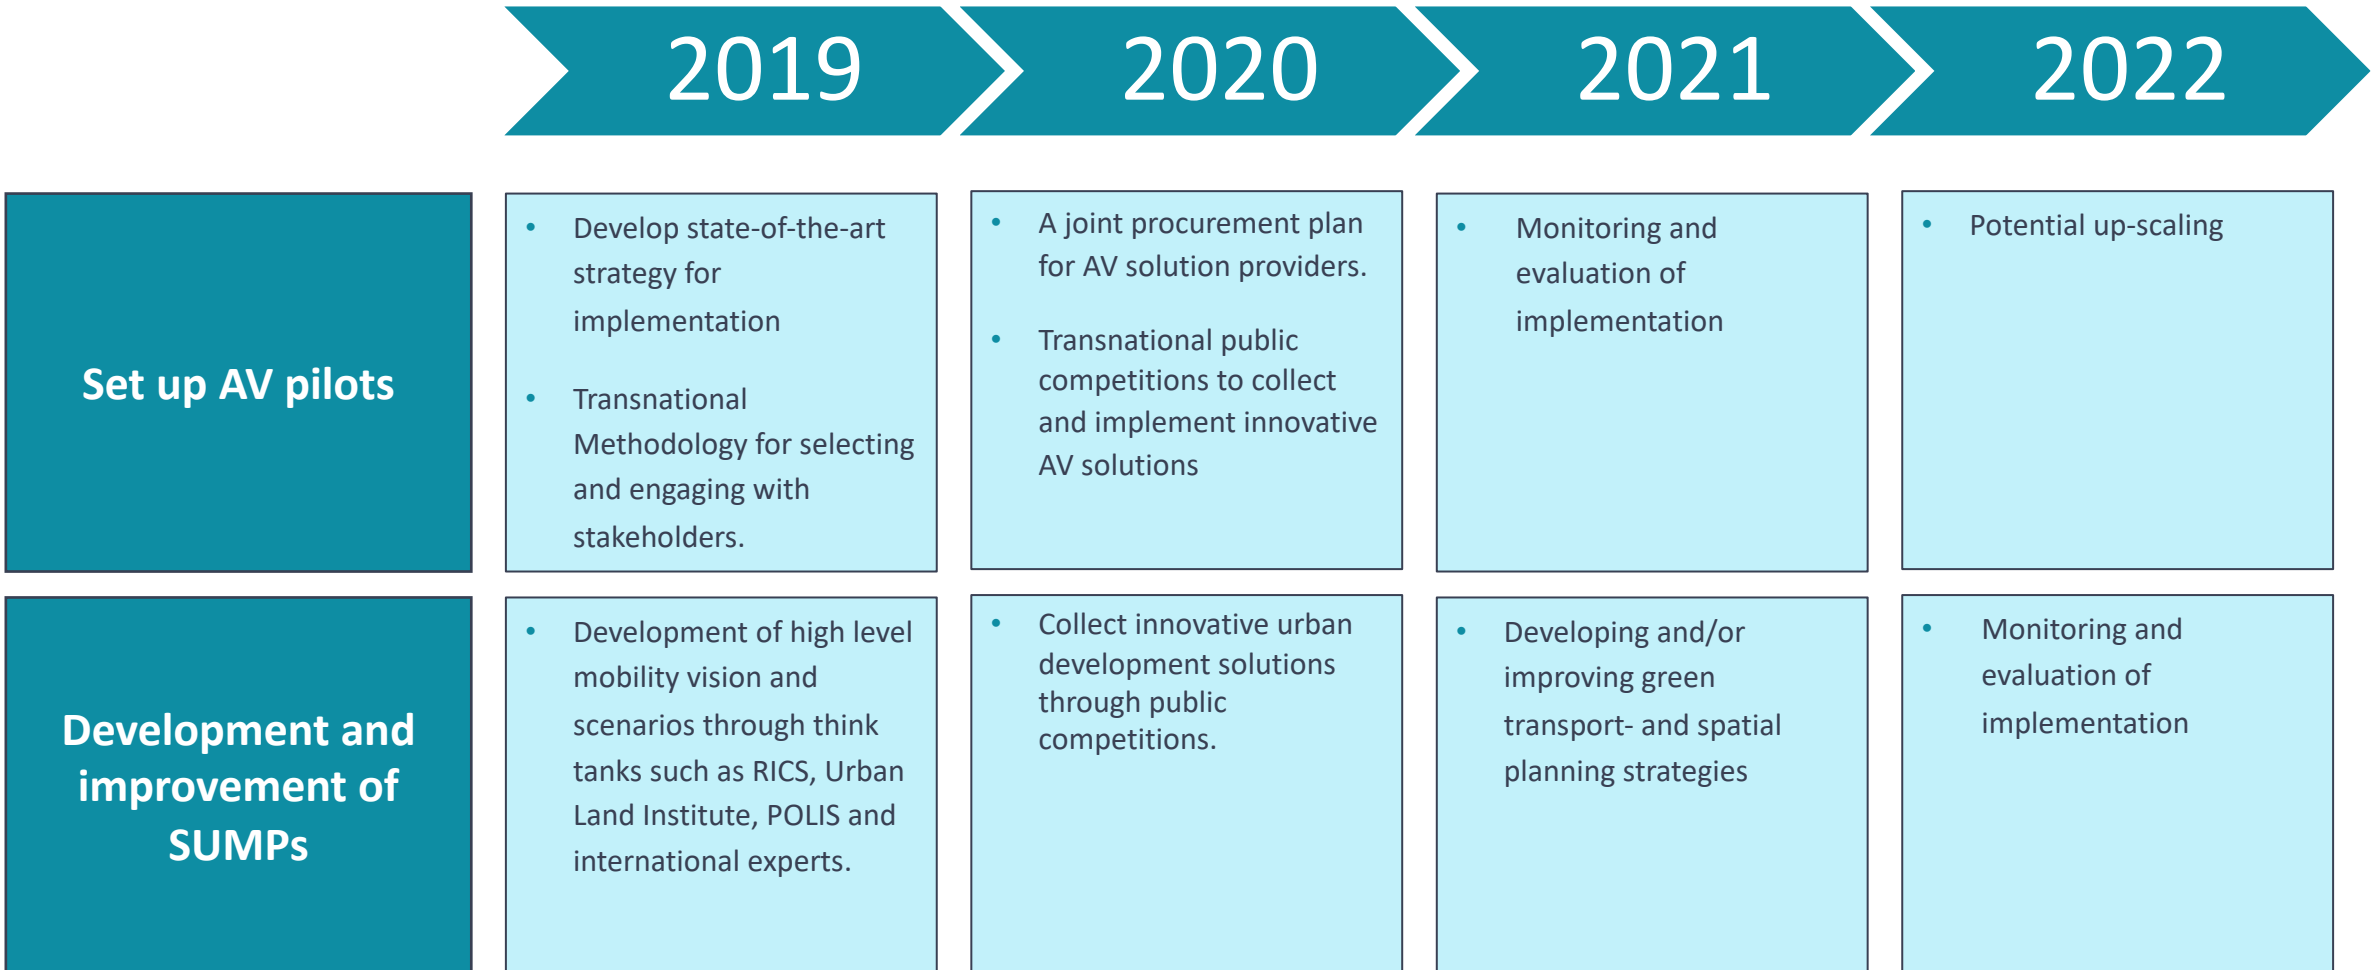 2019
2020
2021
2022
Set up AV pilots
• Develop state-of-the-art
strategy for
implementation
• Transnational
Methodology for selecting
and engaging with
stakeholders.
• A joint procurement plan
for AV solution providers.
• Transnational public
competitions to collect
and implement innovative
AV solutions
• Monitoring and
evaluation of
implementation
• Potential up-scaling
Development and
improvement of
SUMPs
• Development of high level
mobility vision and
scenarios through think
tanks such as RICS, Urban
Land Institute, POLIS and
international experts.
• Collect innovative urban
development solutions
through public
competitions.
• Developing and/or
improving green
transport- and spatial
planning strategies
• Monitoring and
evaluation of
implementation